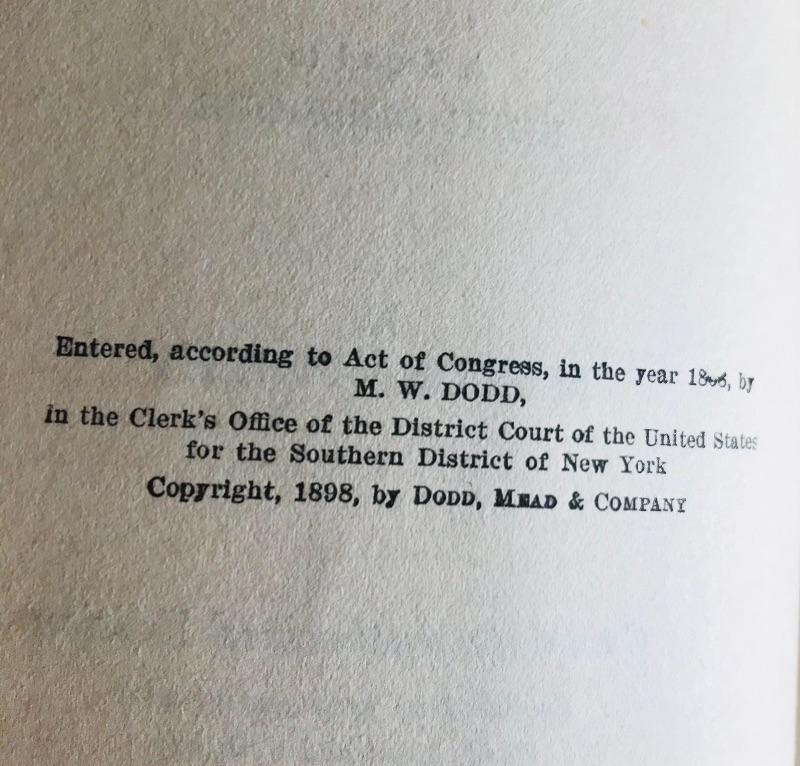 Entered, according to Act of Congress, in the year by
M. W. DODD,
in the Clerk's Office of the District Court of the United States
for the Southern District of New York
Copyright, 1898, by DODD, MEAD & COMPANY